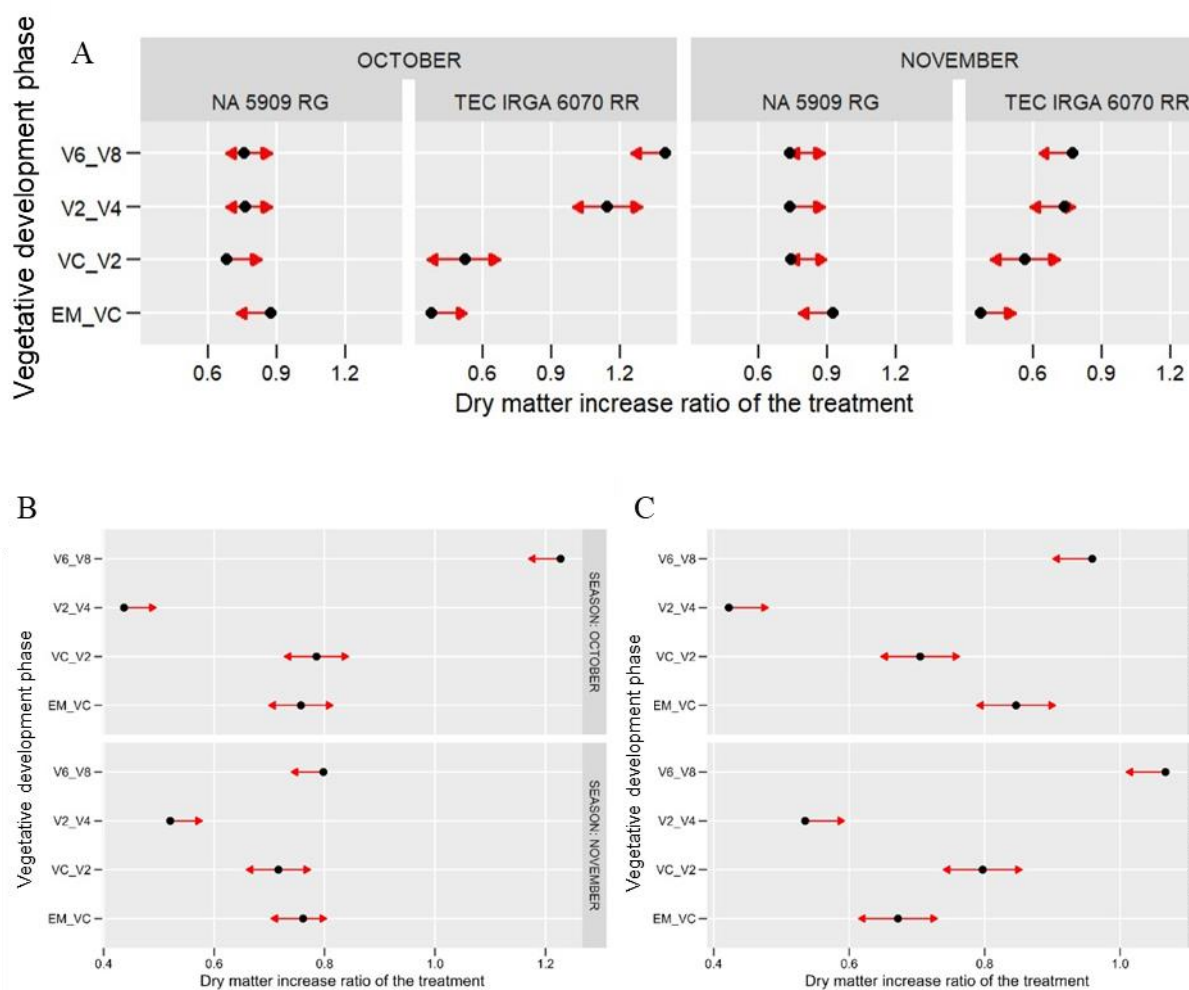 A
OCTOBER
NOVEMBER
NA 5909 RG
TEC IRGA 6070 RR
NA 5909 RG
TEC IRGA 6070 RR
Vegetative development phase
V6_V8
V2_V4
VC_V2
EM_VC
0.6 0.9 1.2 0.6 0.9 1.2 0.6 0.9 1.2 0.6 0.9 1.2
Dry matter increase ratio of the treatment
B
Vegetative development phase
V6_V8
V2_V4
VC_V2
EM_VC
SEASON: OCTOBER
V6_V8
V2_V4
VC_V2
EM_VC
SEASON: NOVEMBER
0.4 0.6 0.8 1.0 1.2
Dry matter increase ratio of the treatment
C
Vegetative development phase
V6_V8
V2_V4
VC_V2
EM_VC
V6_V8
V2_V4
VC_V2
EM_VC
0.4 0.6 0.8 1.0
Dry matter increase ratio of the treatment